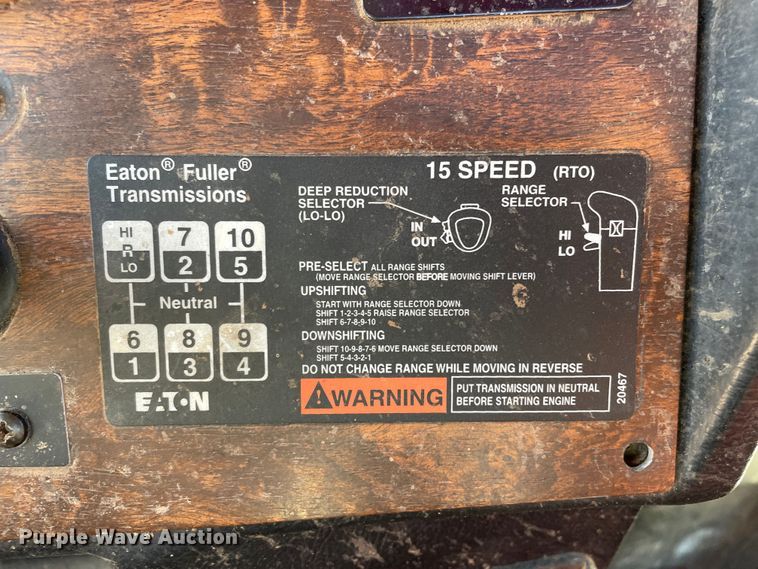 Eaton® Fuller®
Transmissions
15 SPEED (RTO)
HI
R
LO
7
2
10
5
Neutral
6
1
8
3
9
4
EATON
DEEP REDUCTION
SELECTOR
(LO-LO)
IN
OUT
RANGE
SELECTOR
HI
LO
PRE-SELECT ALL RANGE SHIFTS
(MOVE RANGE SELECTOR BEFORE MOVING SHIFT LEVER)
UPSHIFTING
START WITH RANGE SELECTOR DOWN
SHIFT 1-2-3-4-5 RAISE RANGE SELECTOR
SHIFT 6-7-8-9-10
DOWNSHIFTING
SHIFT 10-9-8-7-6 MOVE RANGE SELECTOR DOWN
SHIFT 5-4-3-2-1
DO NOT CHANGE RANGE WHILE MOVING IN REVERSE
WARNING
PUT TRANSMISSION IN NEUTRAL
BEFORE STARTING ENGINE
20467
Purple Wave Auction